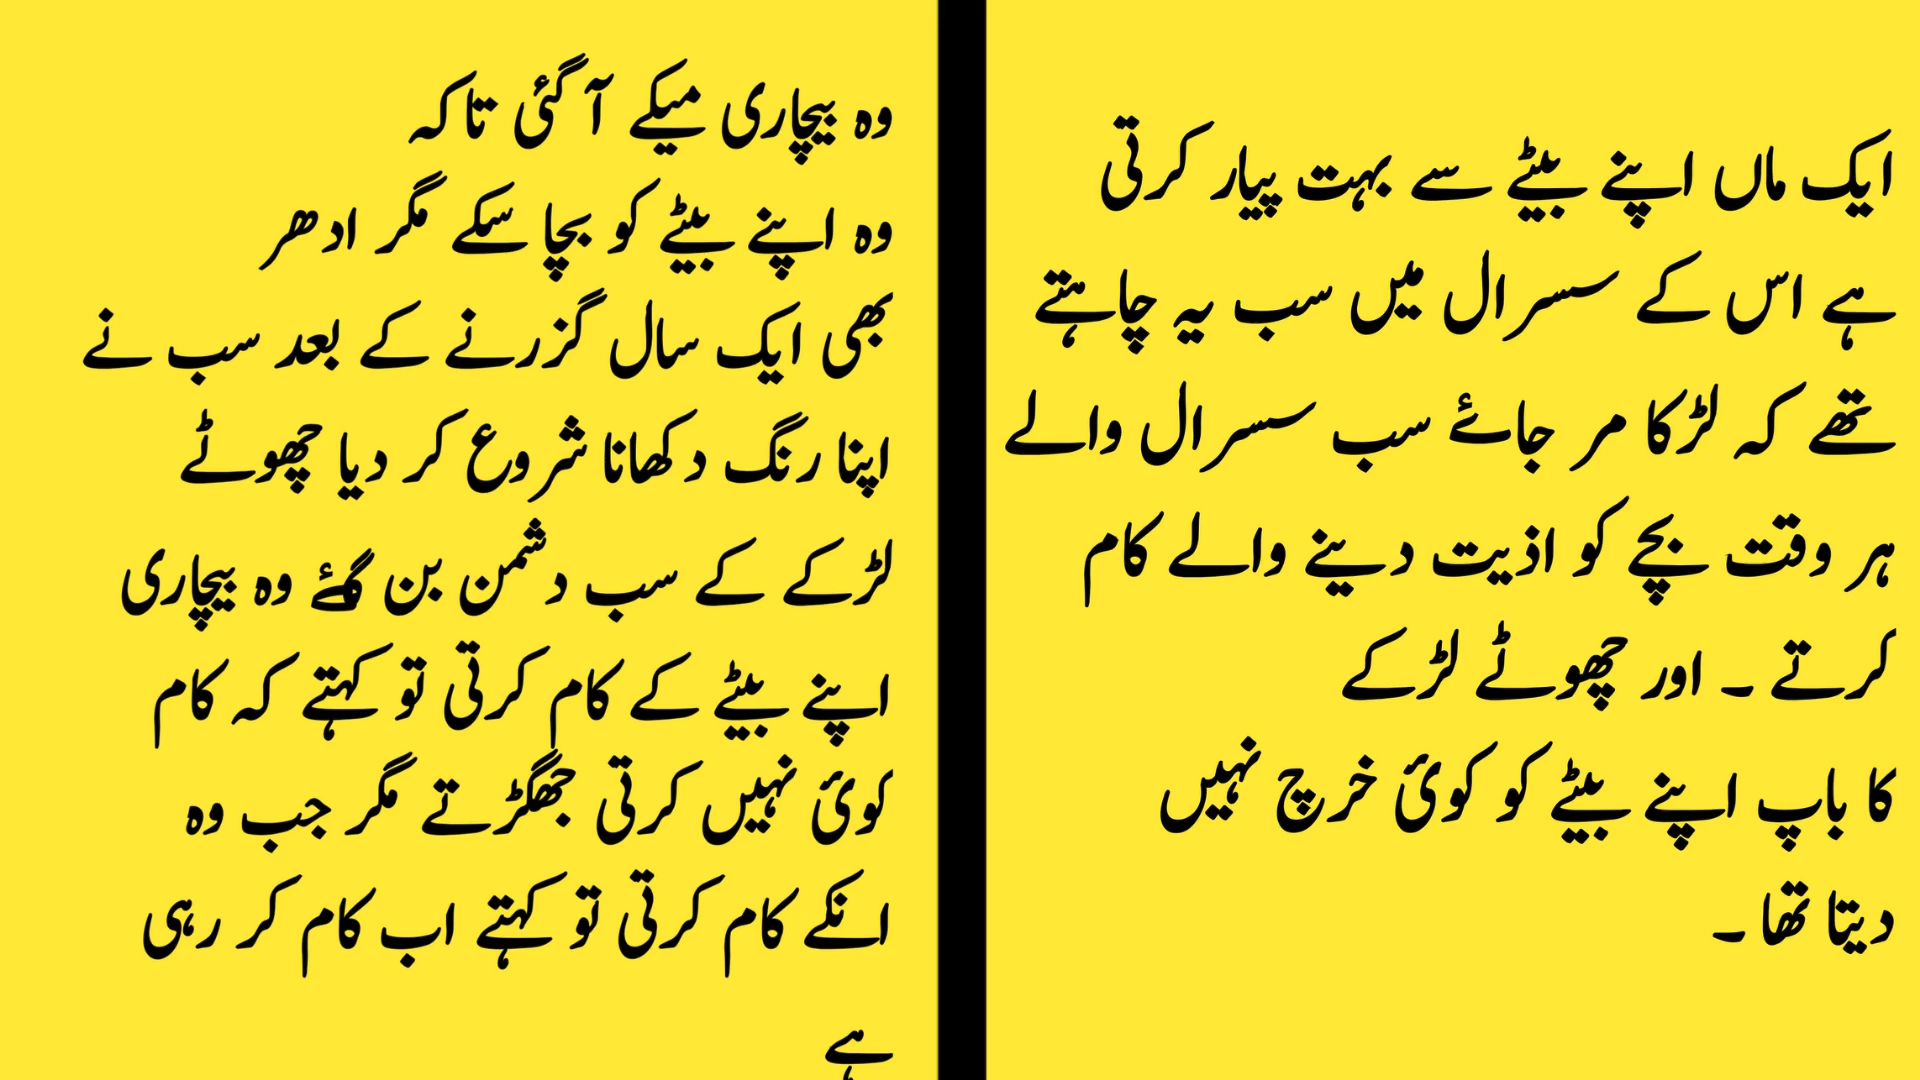 ایک ماں اپنے بیٹے سے بہت پیار کرتی
ہے اس کے سسرال میں سب یہ چاہتے
تھے کہ لڑکا مر جائے سب سسرال والے
ہر وقت بچے کو اذیت دینے والے کام
کرتے ۔ اور چھوٹے لڑکے
کا باپ اپنے بیٹے کو کوئ خرچ نہیں
دیتا تھا ۔
وہ بیچاری میکے آ گئی تاکہ
وہ اپنے بیٹے کو بچا سکے مگر ادھر
بھی ایک سال گزرنے کے بعد سب نے
اپنا رنگ دکھانا شروع کر دیا چھوٹے
لڑکے کے سب دشمن بن گئے وہ بیچاری
اپنے بیٹے کے کام کرتی تو کہتے کہ کام
کوئ نہیں کرتی جھگڑتے مگر جب وہ
انکے کام کرتی تو کہتے اب کام کر رہی
ہے